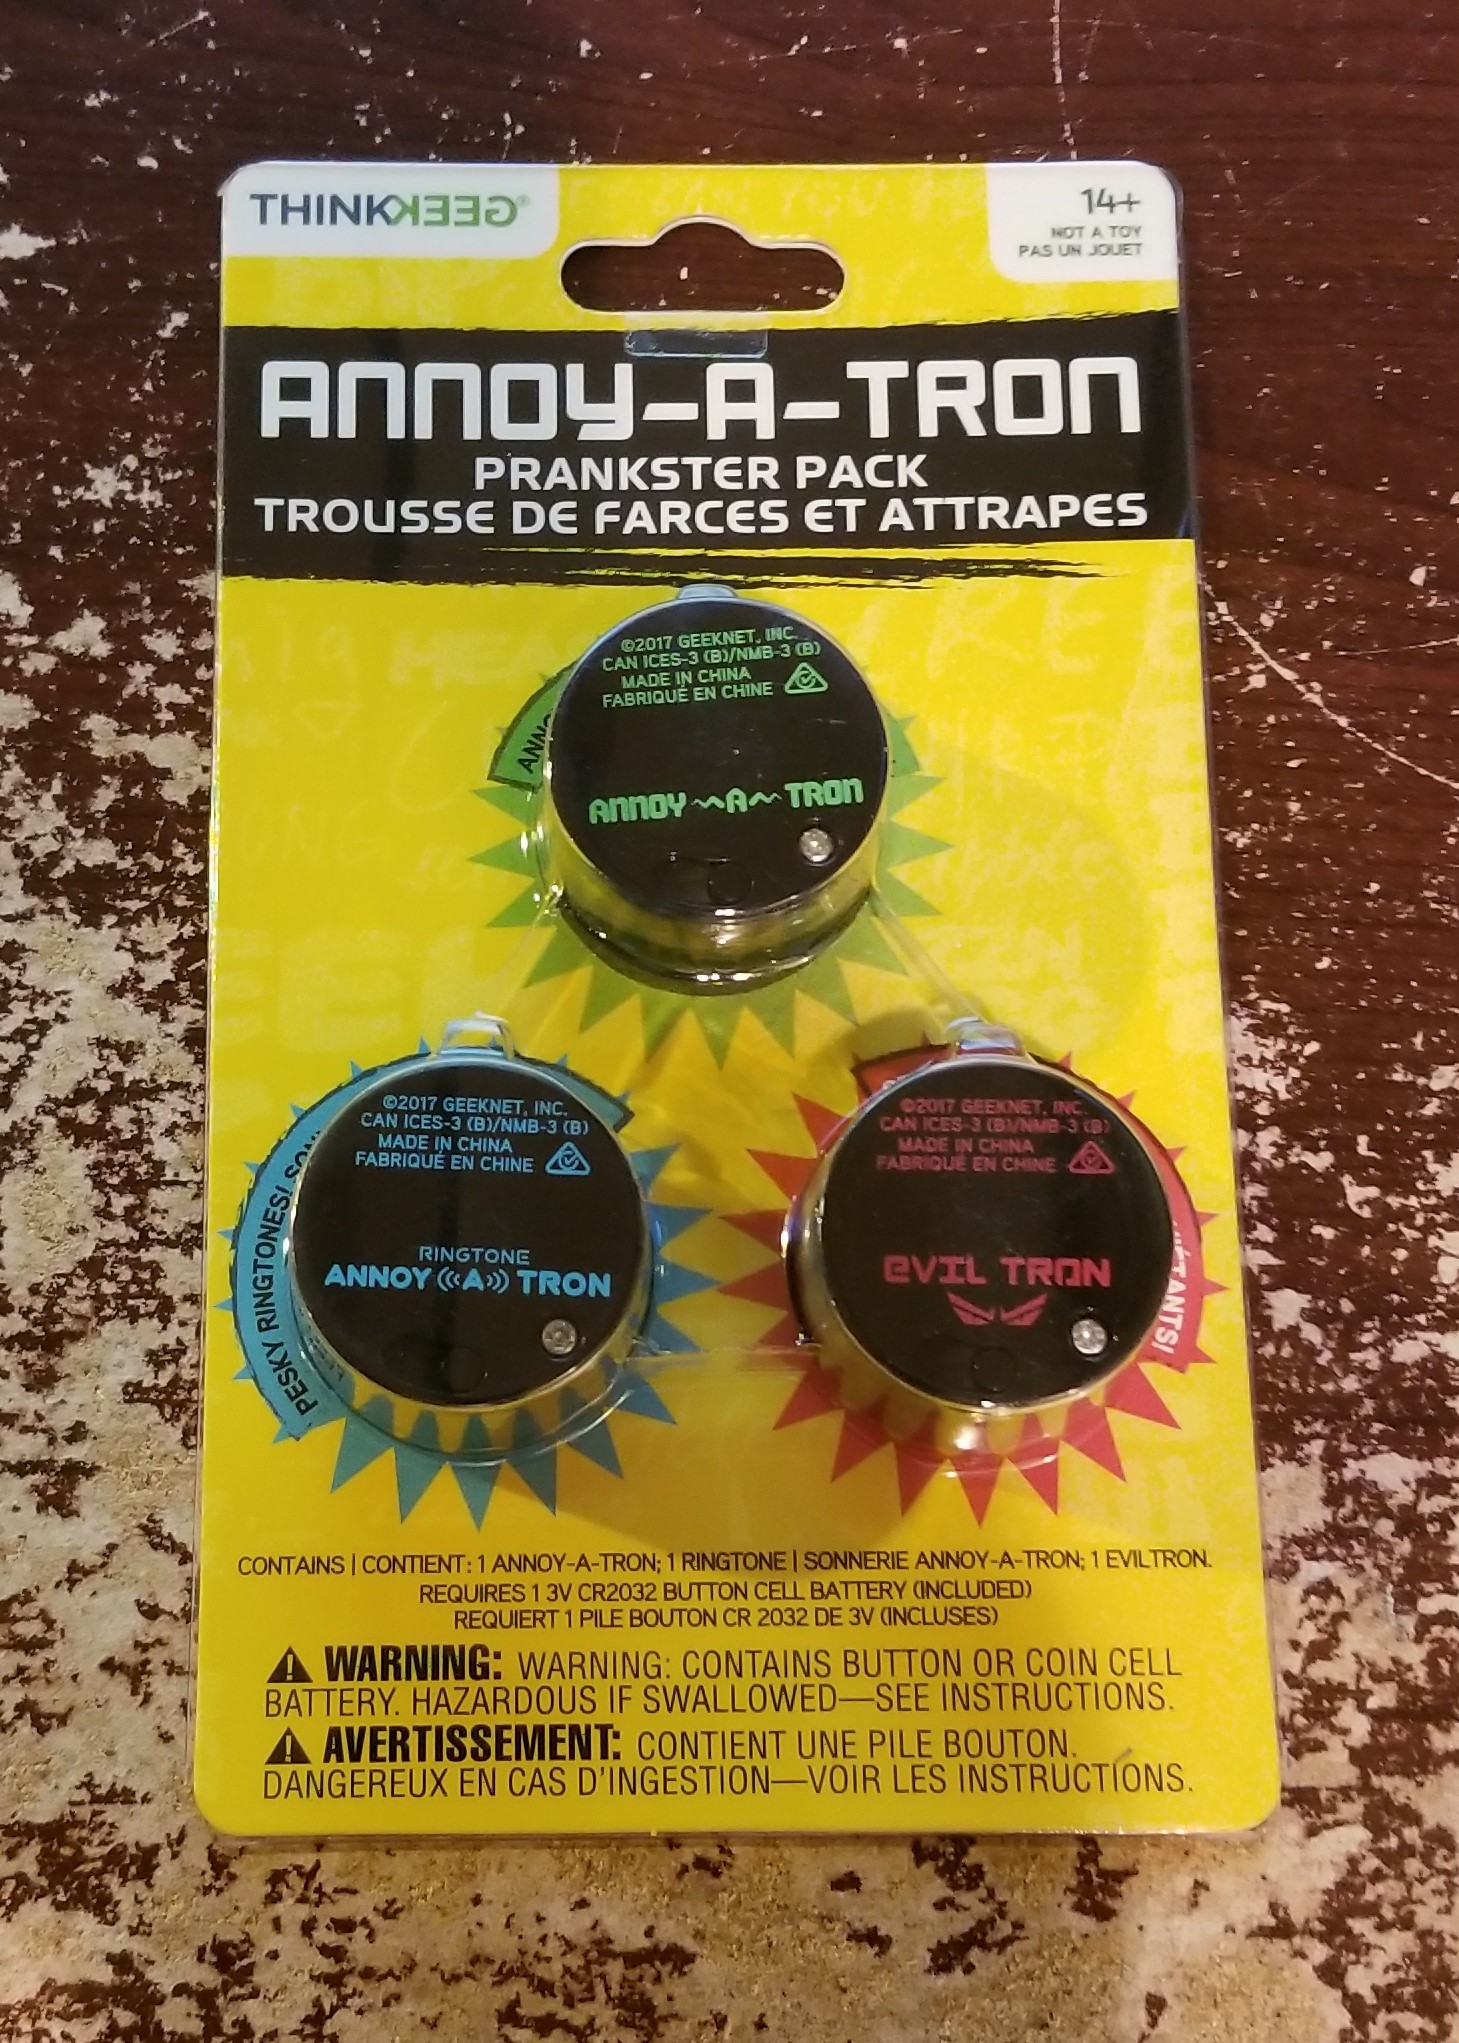 THINKGEEK®
14+
NOT A TOY
PAS UN JOUET
ANNOY-A-TRON
PRANKSTER PACK
TROUSSE DE FARCES ET ATTRAPES
©2017 GEEKNET, INC.
CAN ICES-3 (B)/NMB-3 (B)
MADE IN CHINA
FABRIQUÉ EN CHINE
ANNOY-A-TRON
©2017 GEEKNET, INC.
CAN ICES-3 (B)/NMB-3 (B)
MADE IN CHINA
FABRIQUÉ EN CHINE
RINGTONE
ANNOY ((A)) TRON
PESKY RINGTONES!
©2017 GEEKNET, INC.
CAN ICES-3 (B)/NMB-3 (B)
MADE IN CHINA
FABRIQUÉ EN CHINE
EVIL TRON
CONTAINS | CONTIENT: 1 ANNOY-A-TRON; 1 RINGTONE | SONNERIE ANNOY-A-TRON; 1 EVILTRON.
REQUIRES 1 3V CR2032 BUTTON CELL BATTERY (INCLUDED)
REQUIERT 1 PILE BOUTON CR 2032 DE 3V (INCLUSES)
WARNING: WARNING: CONTAINS BUTTON OR COIN CELL
BATTERY. HAZARDOUS IF SWALLOWED—SEE INSTRUCTIONS.
AVERTISSEMENT: CONTIENT UNE PILE BOUTON.
DANGEREUX EN CAS D'INGESTION—VOIR LES INSTRUCTIONS.